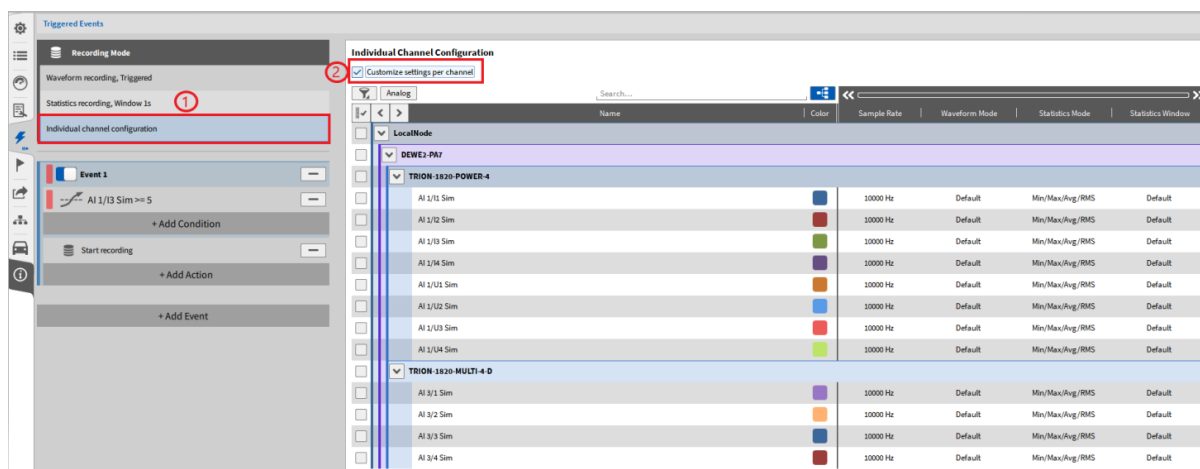 Triggered Events
Recording Mode
Waveform recording, Triggered
Statistics recording, Window 1s
1
Individual channel configuration
Event 1
AI 1/I3 Sim >= 5
+ Add Condition
Start recording
+ Add Action
+ Add Event
Individual Channel Configuration
2
Customize settings per channel
Analog
Search...
Name Color Sample Rate Waveform Mode Statistics Mode Statistics Window
LocalNode
DEWE2-PA7
TRION-1820-POWER-4
AI 1/I1 Sim 10000 Hz Default Min/Max/Avg/RMS Default
AI 1/I2 Sim 10000 Hz Default Min/Max/Avg/RMS Default
AI 1/I3 Sim 10000 Hz Default Min/Max/Avg/RMS Default
AI 1/I4 Sim 10000 Hz Default Min/Max/Avg/RMS Default
AI 1/U1 Sim 10000 Hz Default Min/Max/Avg/RMS Default
AI 1/U2 Sim 10000 Hz Default Min/Max/Avg/RMS Default
AI 1/U3 Sim 10000 Hz Default Min/Max/Avg/RMS Default
AI 1/U4 Sim 10000 Hz Default Min/Max/Avg/RMS Default
TRION-1820-MULTI-4-D
AI 3/1 Sim 10000 Hz Default Min/Max/Avg/RMS Default
AI 3/2 Sim 10000 Hz Default Min/Max/Avg/RMS Default
AI 3/3 Sim 10000 Hz Default Min/Max/Avg/RMS Default
AI 3/4 Sim 10000 Hz Default Min/Max/Avg/RMS Default